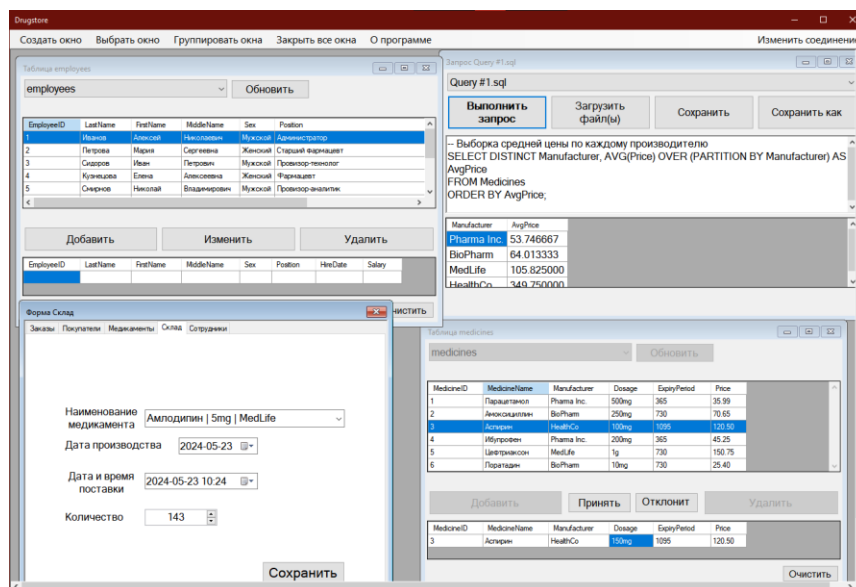 Drugstore
Создать окно Выбрать окно Группировать окна Закрыть все окна О программе Изменить соединение
Таблица employees
employees Обновить
EmployeeID LastName FirstName MiddleName Sex Position
1 Иванов Алексей Николаевич Мужской Администратор
2 Петрова Мария Сергеевна Женский Старший фармацевт
3 Сидоров Иван Петрович Мужской Провизор-технолог
4 Кузнецова Елена Алексеевна Женский Фармацевт
5 Смирнов Николай Владимирович Мужской Провизор-аналитик
Добавить Изменить Удалить
EmployeeID LastName FirstName MiddleName Sex Position HireDate Salary
чистить
Запрос Query #1.sql
Query #1.sql
Выполнить запрос Загрузить файл(ы) Сохранить Сохранить как
-- Выборка средней цены по каждому производителю
SELECT DISTINCT Manufacturer, AVG(Price) OVER (PARTITION BY Manufacturer) AS
AvgPrice
FROM Medicines
ORDER BY AvgPrice;
Manufacturer AvgPrice
Pharma Inc. 53.746667
BioPharm 64.013333
MedLife 105.825000
HealthCo 349.750000
Форма Склад
Заказы Покупатели Медикаменты Склад Сотрудники
Наименование
медикамента Амлодипин | 5mg | MedLife
Дата производства 2024-05-23
Дата и время
поставки 2024-05-23 10:24
Количество 143
Сохранить
Таблица medicines
medicines Обновить
MedicineID MedicineName Manufacturer Dosage ExpiryPeriod Price
1 Парацетамол Pharma Inc. 500mg 365 35.99
2 Амоксициллин BioPharm 250mg 730 70.65
3 Аспирин HealthCo 100mg 1095 120.50
4 Ибупрофен Pharma Inc. 200mg 365 45.25
5 Цефтриаксон MedLife 1g 730 150.75
6 Лоратадин BioPharm 10mg 730 25.40
Добавить Принять Отклонит Удалить
MedicineID MedicineName Manufacturer Dosage ExpiryPeriod Price
3 Аспирин HealthCo 150mg 1095 120.50
Очистить